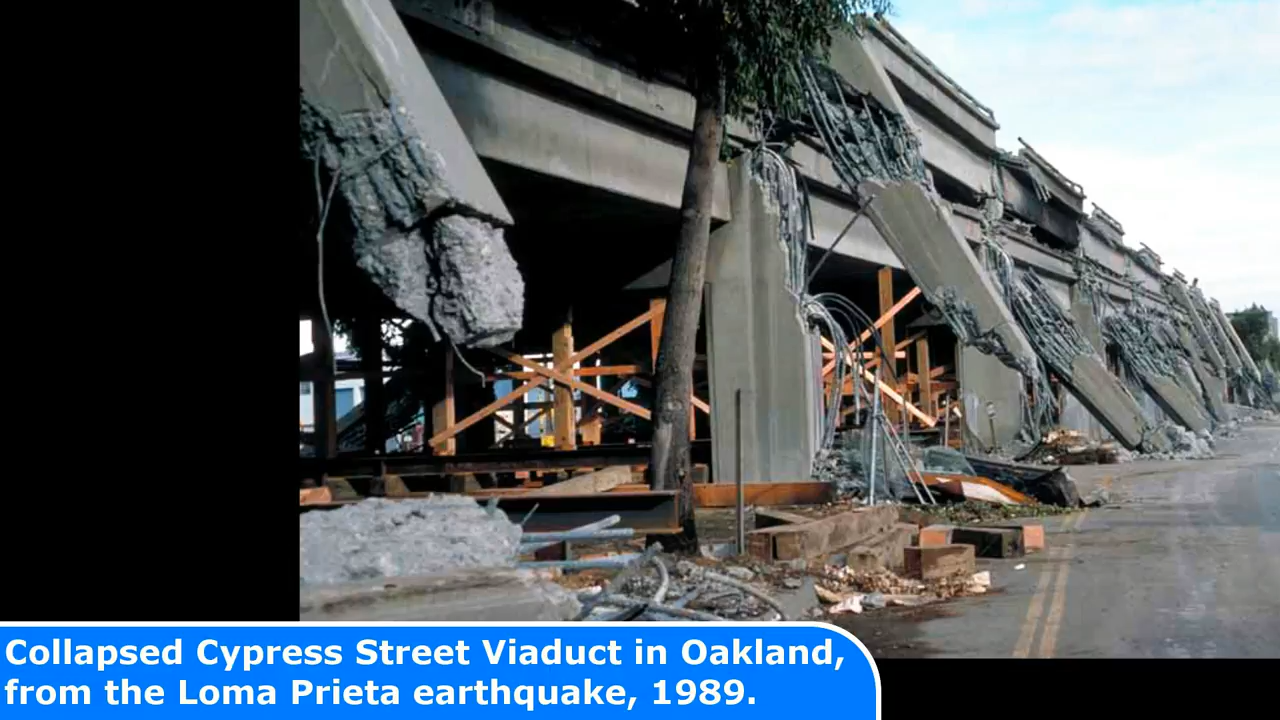 Collapsed Cypress Street Viaduct in Oakland,
from the Loma Prieta earthquake, 1989.